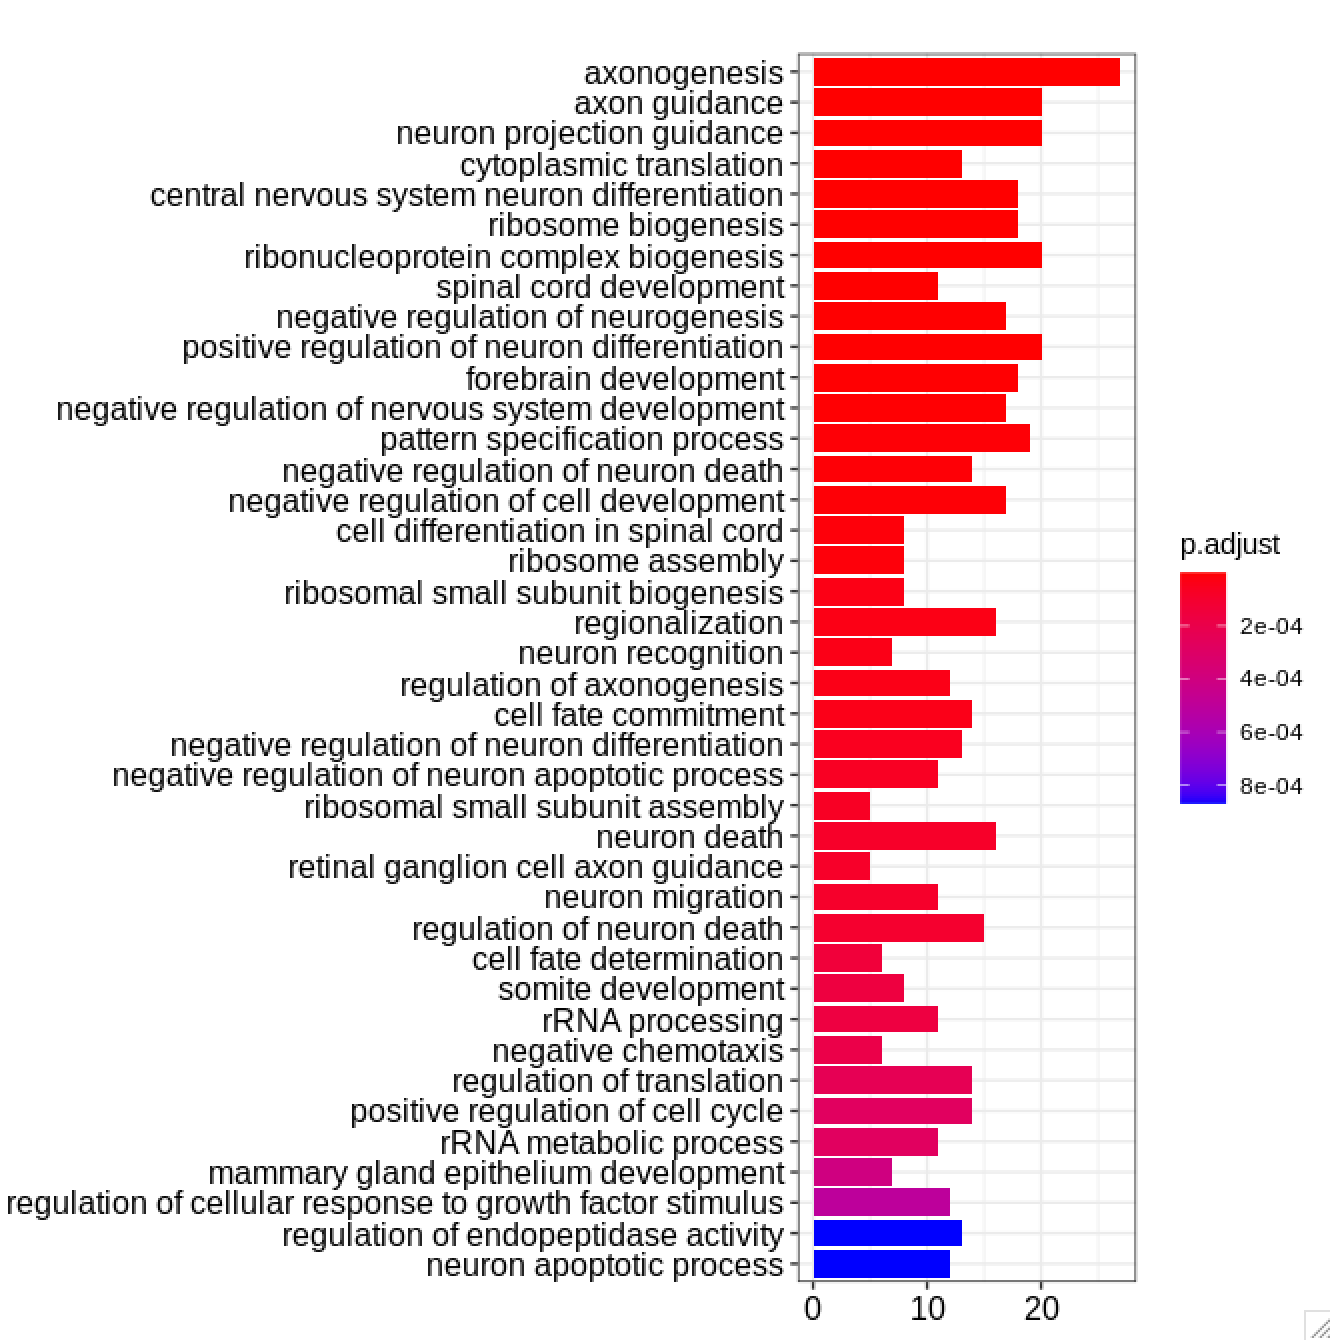 axonogenesis
axon guidance
neuron projection guidance
cytoplasmic translation
central nervous system neuron differentiation
ribosome biogenesis
ribonucleoprotein complex biogenesis
spinal cord development
negative regulation of neurogenesis
positive regulation of neuron differentiation
forebrain development
negative regulation of nervous system development
pattern specification process
negative regulation of neuron death
negative regulation of cell development
cell differentiation in spinal cord
ribosome assembly
ribosomal small subunit biogenesis
regionalization
neuron recognition
regulation of axonogenesis
cell fate commitment
negative regulation of neuron differentiation
negative regulation of neuron apoptotic process
ribosomal small subunit assembly
neuron death
retinal ganglion cell axon guidance
neuron migration
regulation of neuron death
cell fate determination
somite development
rRNA processing
negative chemotaxis
regulation of translation
positive regulation of cell cycle
rRNA metabolic process
mammary gland epithelium development
regulation of cellular response to growth factor stimulus
regulation of endopeptidase activity
neuron apoptotic process
0 10 20
p.adjust
2e-04
4e-04
6e-04
8e-04